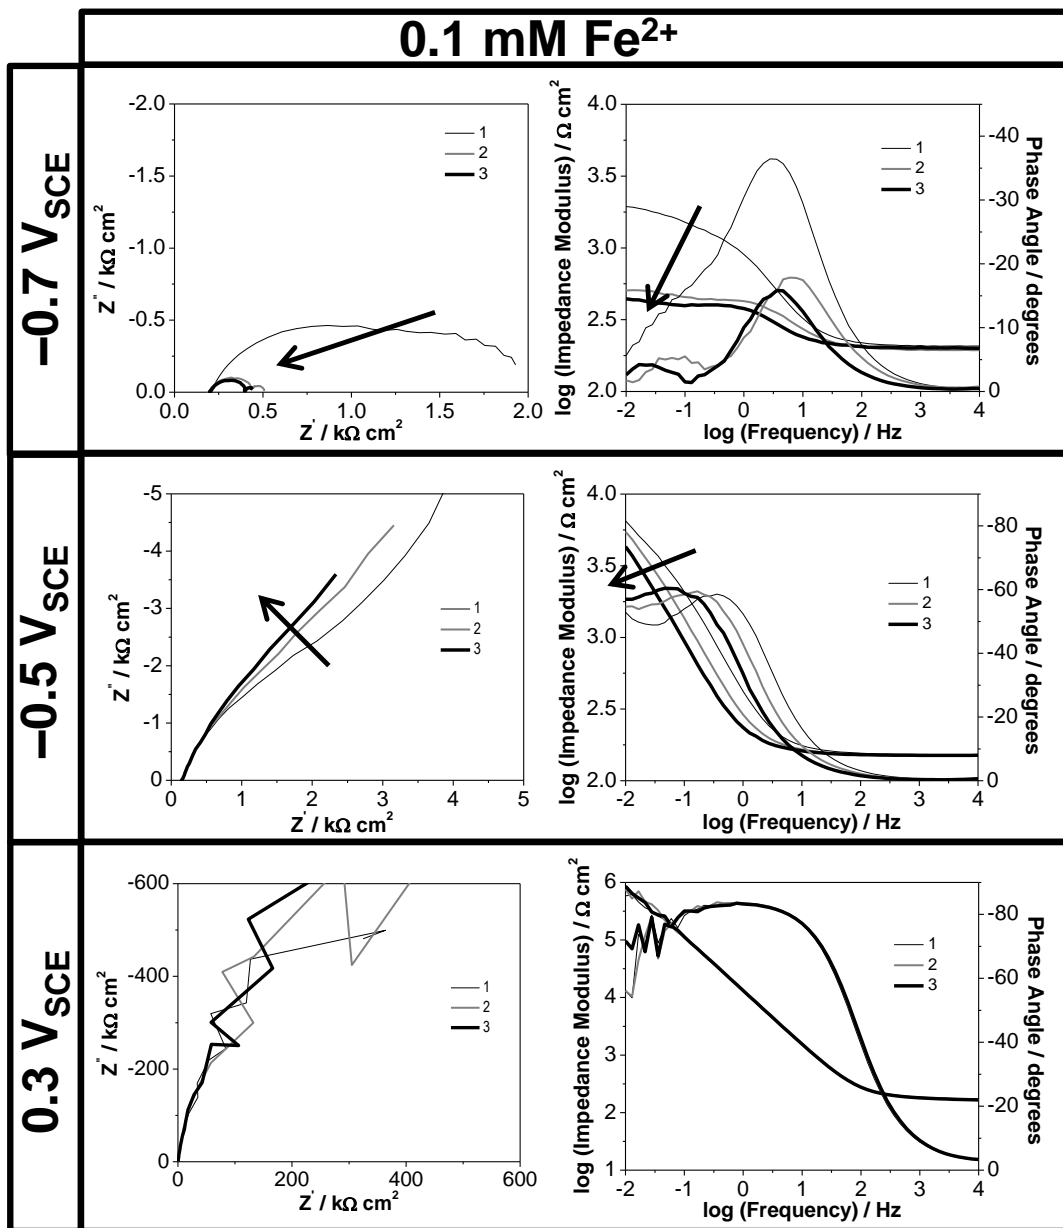 0.1 mM Fe2+
–0.7 VSCE
-2.0
-1.5
-1.0
-0.5
0.0
0.0 0.5 1.0 1.5 2.0
Z'' / kΩ cm2
Z' / kΩ cm2
1
2
3
4.0
3.5
3.0
2.5
2.0
-2 -1 0 1 2 3 4
-40
-30
-20
-10
0
log (Impedance Modulus) / Ω cm2
log (Frequency) / Hz
Phase Angle / degrees
1
2
3
–0.5 VSCE
-5
-4
-3
-2
-1
0
0 1 2 3 4 5
Z'' / kΩ cm2
Z' / kΩ cm2
1
2
3
4.0
3.5
3.0
2.5
2.0
-2 -1 0 1 2 3 4
-80
-60
-40
-20
0
log (Impedance Modulus) / Ω cm2
log (Frequency) / Hz
Phase Angle / degrees
1
2
3
0.3 VSCE
-600
-400
-200
0
0 200 400 600
Z'' / kΩ cm2
Z' / kΩ cm2
1
2
3
6
5
4
3
2
1
-2 -1 0 1 2 3 4
-80
-60
-40
-20
0
log (Impedance Modulus) / Ω cm2
log (Frequency) / Hz
Phase Angle / degrees
1
2
3